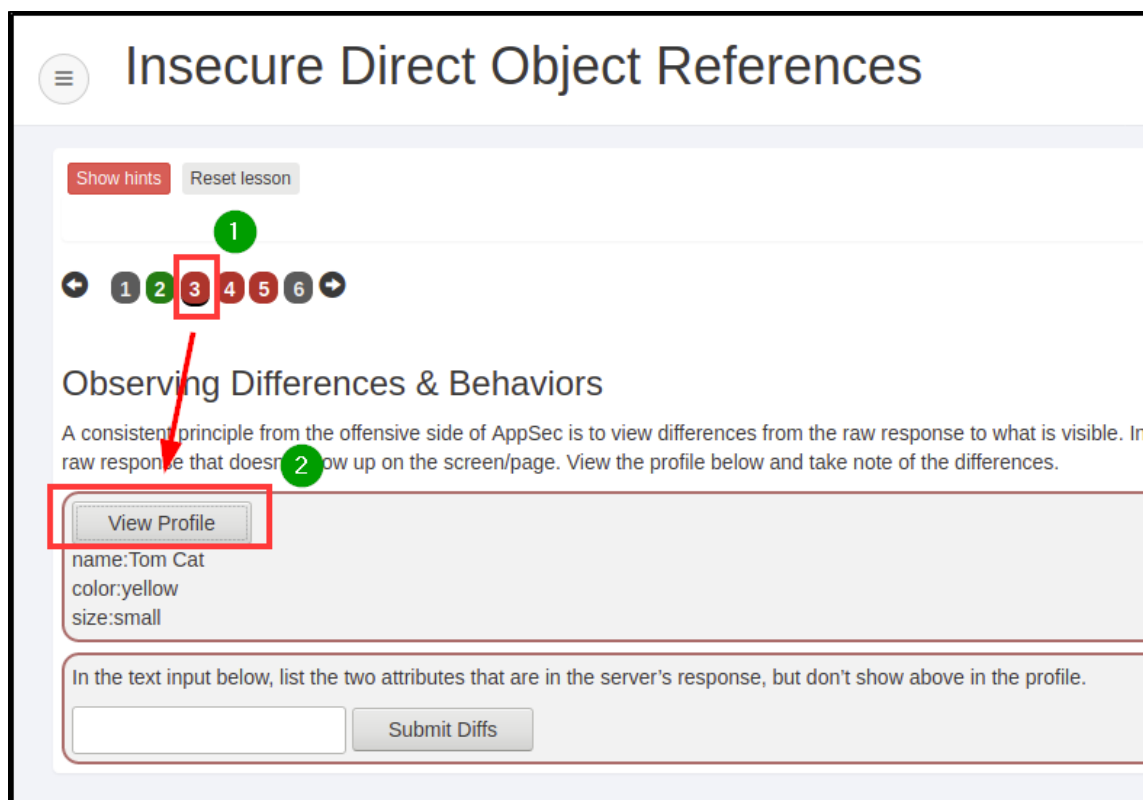 Insecure Direct Object References
Show hints Reset lesson
1
1 2 3 4 5 6
Observing Differences & Behaviors
A consistent principle from the offensive side of AppSec is to view differences from the raw response to what is visible. In
raw response that doesn ow up on the screen/page. View the profile below and take note of the differences.
2
View Profile
name:Tom Cat
color:yellow
size:small
In the text input below, list the two attributes that are in the server's response, but don't show above in the profile.
Submit Diffs